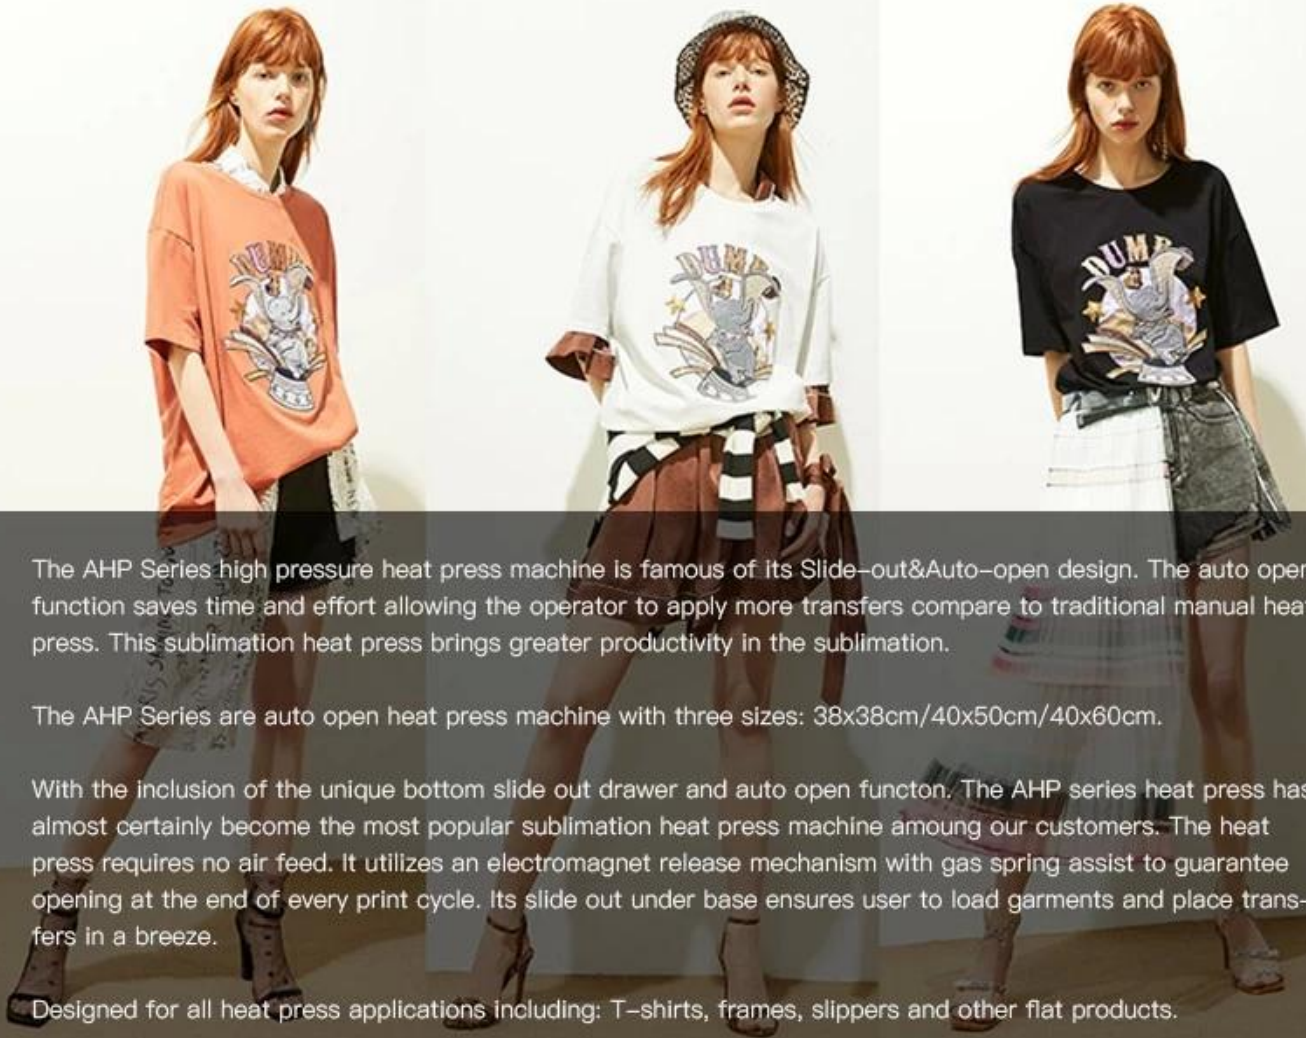 DUMB
DUMB
DUMB
The AHP Series high pressure heat press machine is famous of its Slide-out&Auto-open design. The auto open
function saves time and effort allowing the operator to apply more transfers compare to traditional manual heat
press. This sublimation heat press brings greater productivity in the sublimation.
The AHP Series are auto open heat press machine with three sizes: 38x38cm/40x50cm/40x60cm.
With the inclusion of the unique bottom slide out drawer and auto open functon. The AHP series heat press has
almost certainly become the most popular sublimation heat press machine amoung our customers. The heat
press requires no air feed. It utilizes an electromagnet release mechanism with gas spring assist to guarantee
opening at the end of every print cycle. Its slide out under base ensures user to load garments and place trans-
fers in a breeze.
Designed for all heat press applications including: T-shirts, frames, slippers and other flat products.